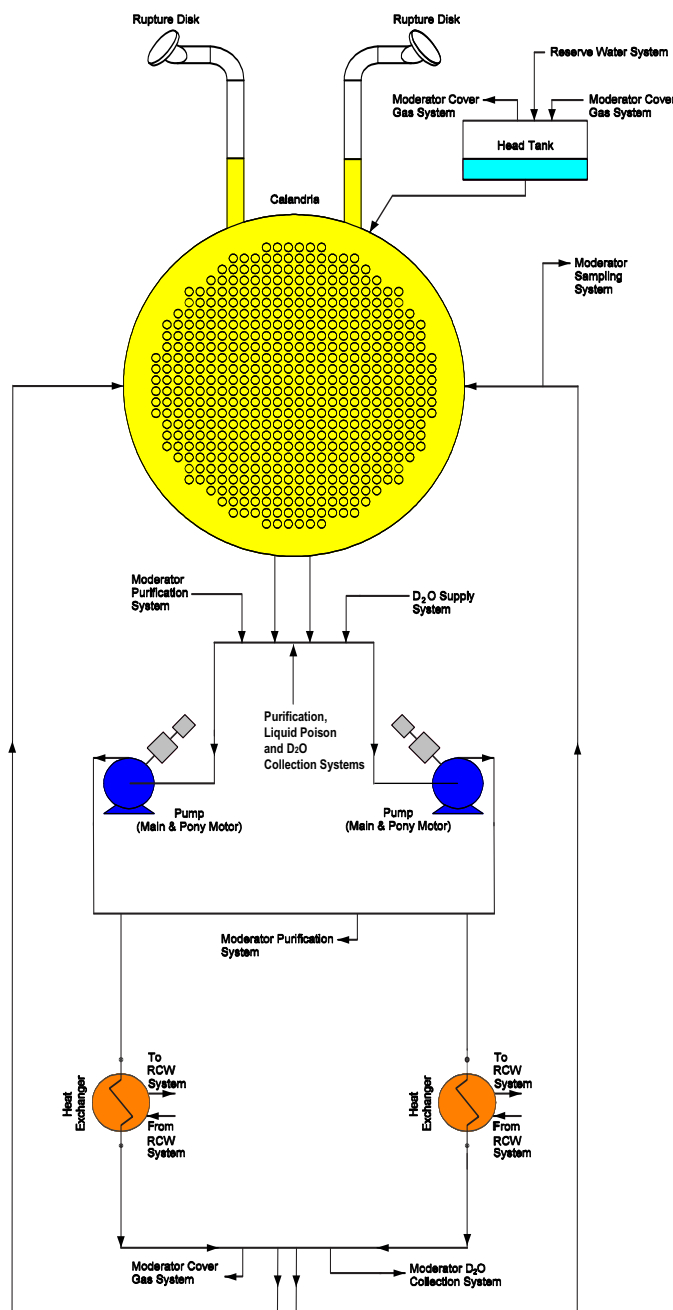 Rupture Disk
Rupture Disk
Reserve Water System
Moderator Cover
Gas System
Moderator Cover
Gas System
Head Tank
Calandria
Moderator
Sampling
System
Moderator
Purification
System
D2O Supply
System
Purification,
Liquid Poison
and D2O
Collection Systems
Pump
(Main & Pony Motor)
Pump
(Main & Pony Motor)
Moderator Purification
System
Heat
Exchanger
To
RCW
System
From
RCW
System
Heat
Exchanger
To
RCW
System
From
RCW
System
Moderator Cover
Gas System
Moderator D2O
Collection System